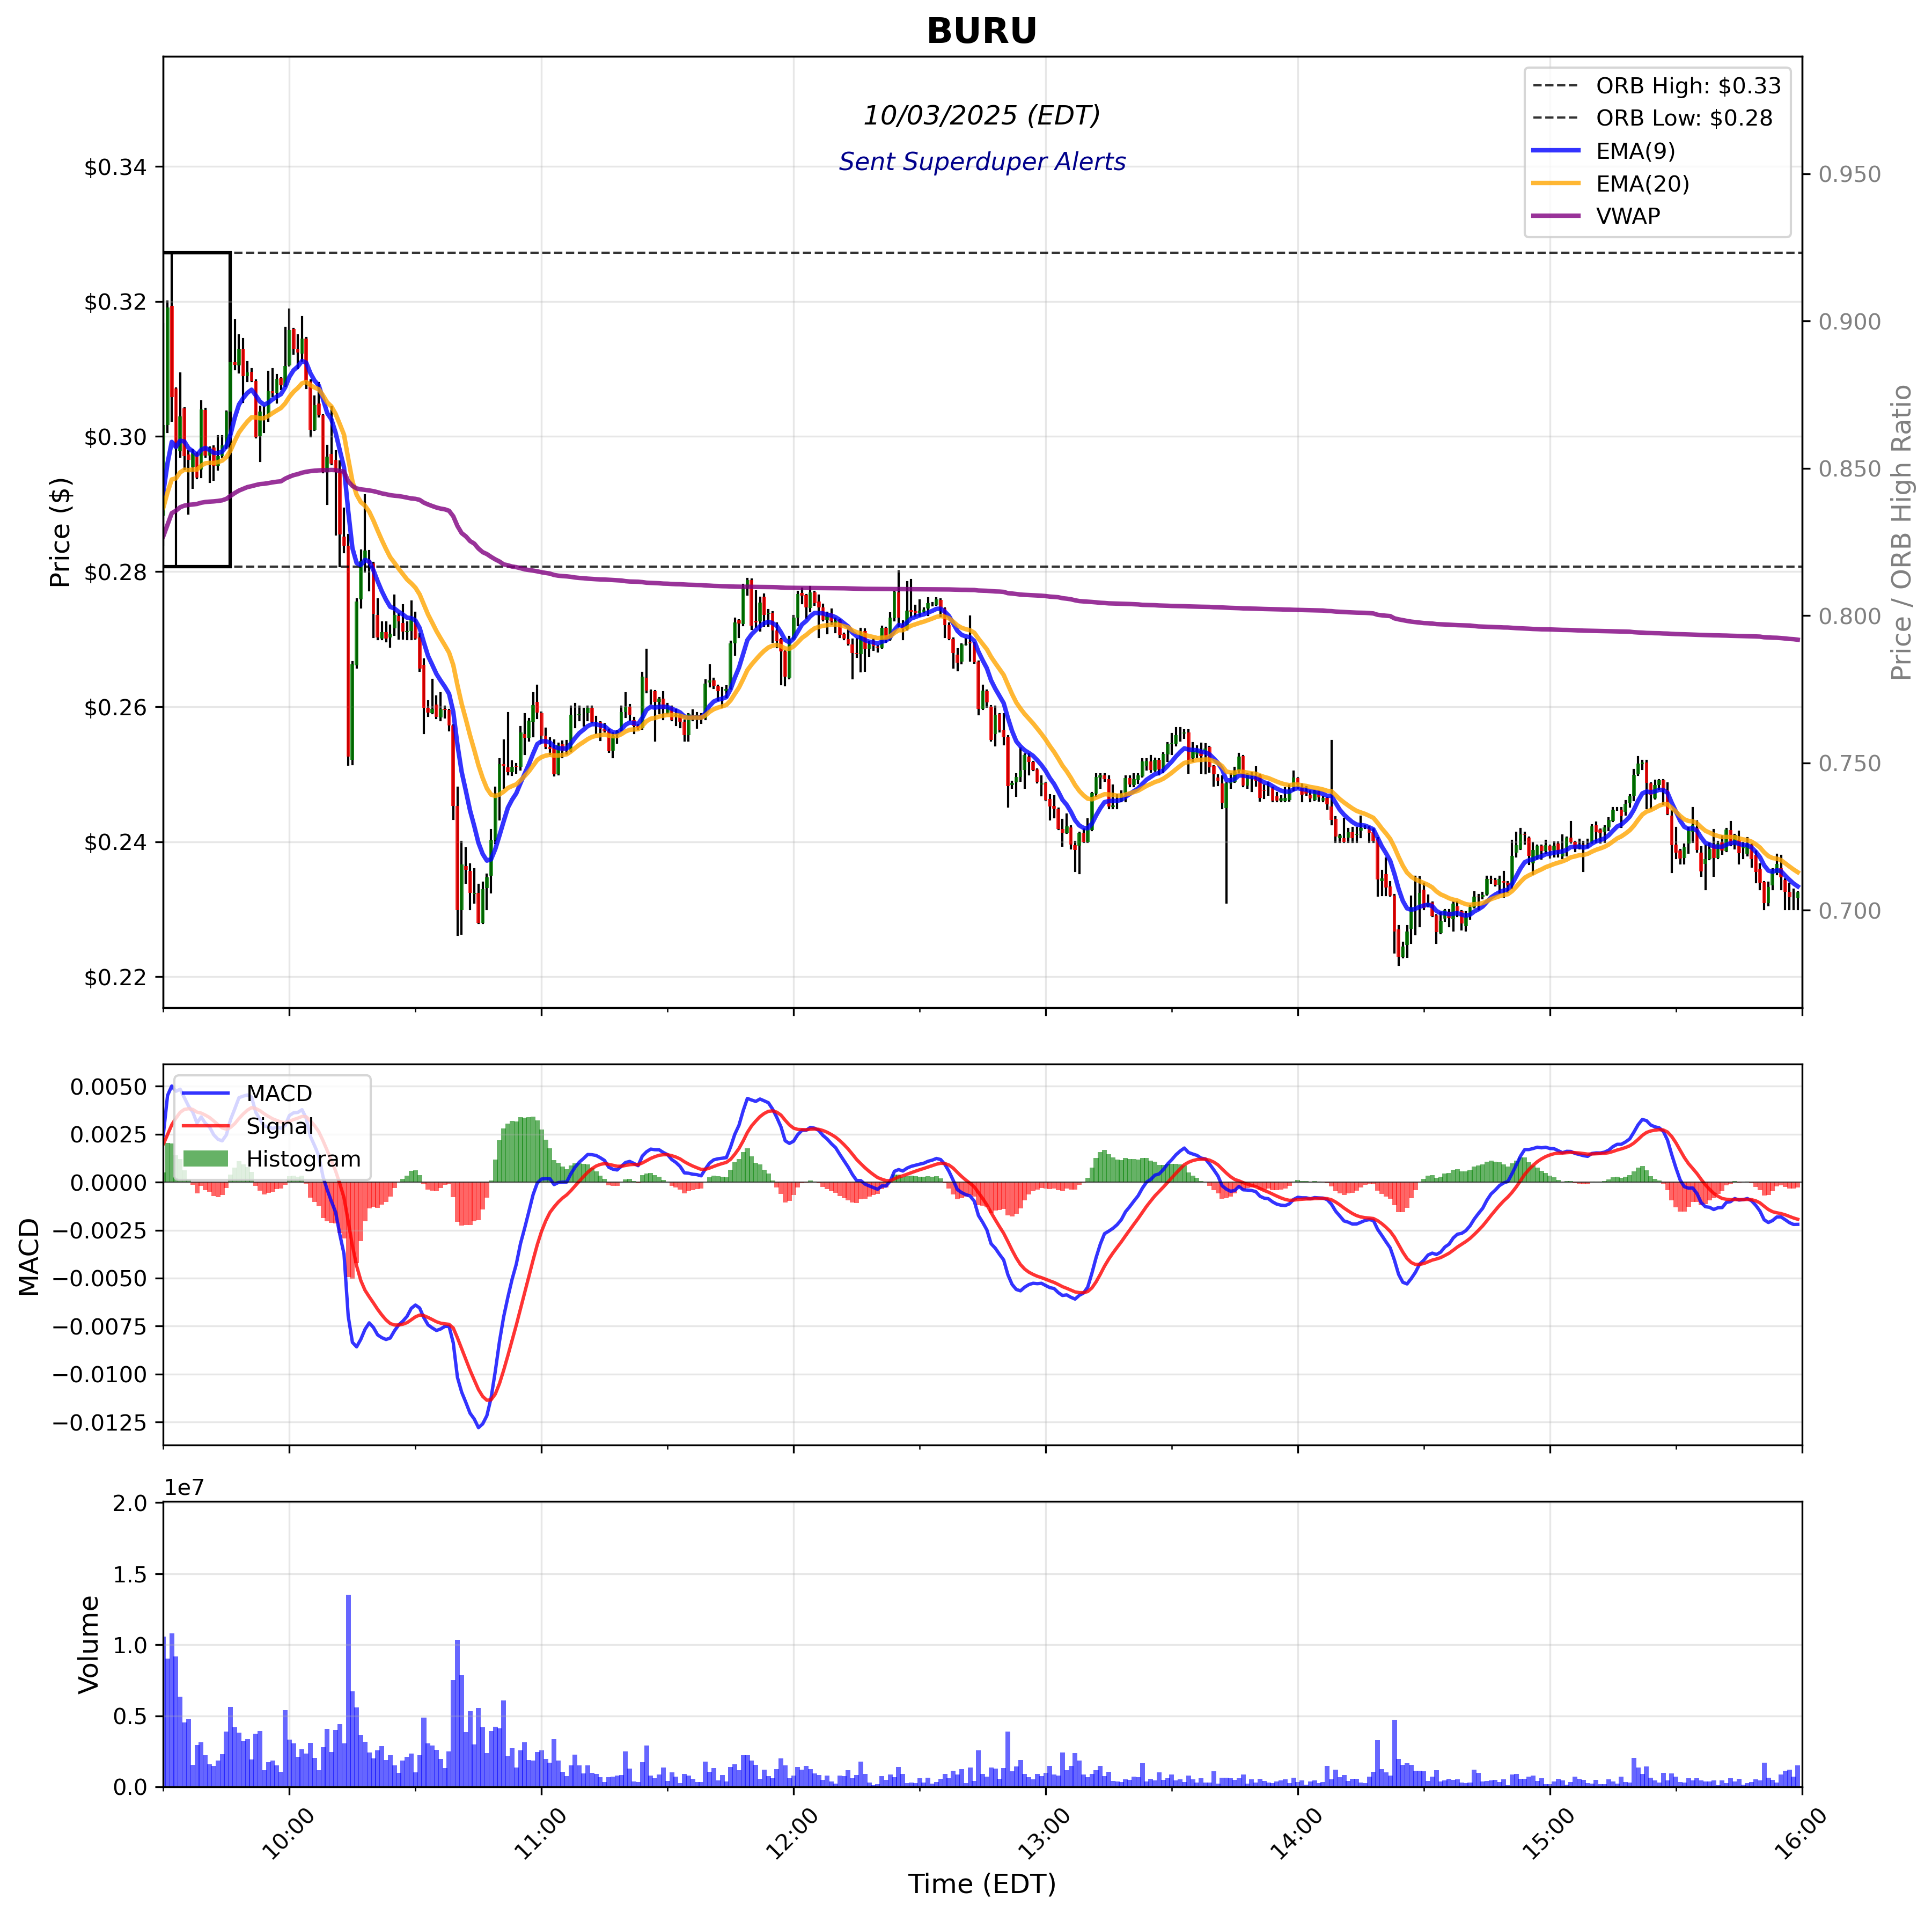 BURU
10/03/2025 (EDT)
Sent Superduper Alerts
ORB High: $0.33
ORB Low: $0.28
EMA(9)
EMA(20)
VWAP
Price ($)
$0.34
$0.32
$0.30
$0.28
$0.26
$0.24
$0.22
0.950
0.900
0.850
0.800
0.750
0.700
Price / ORB High Ratio
MACD
Signal
Histogram
MACD
0.0050
0.0025
0.0000
−0.0025
−0.0050
−0.0075
−0.0100
−0.0125
1e7
Volume
2.0
1.5
1.0
0.5
0.0
10:00
11:00
12:00
13:00
14:00
15:00
16:00
Time (EDT)